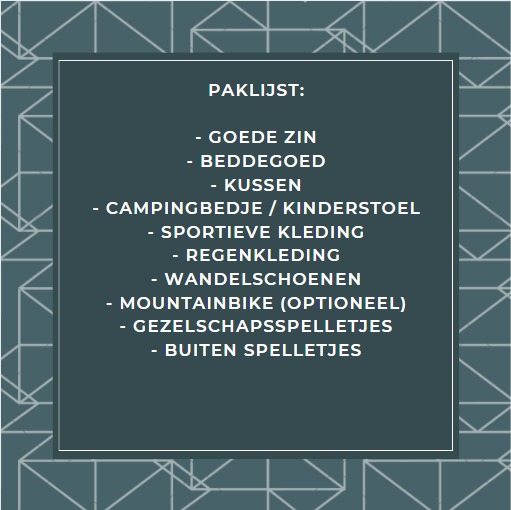 PAKLIJST:
- GOEDE ZIN
- BEDDEGOED
- KUSSEN
- CAMPINGBEDJE / KINDERSTOEL
- SPORTIEVE KLEDING
- REGENKLEDING
- WANDELSCHOENEN
- MOUNTAINBIKE (OPTIONEEL)
- GEZELSCHAPSSPELLETJES
- BUITEN SPELLETJES